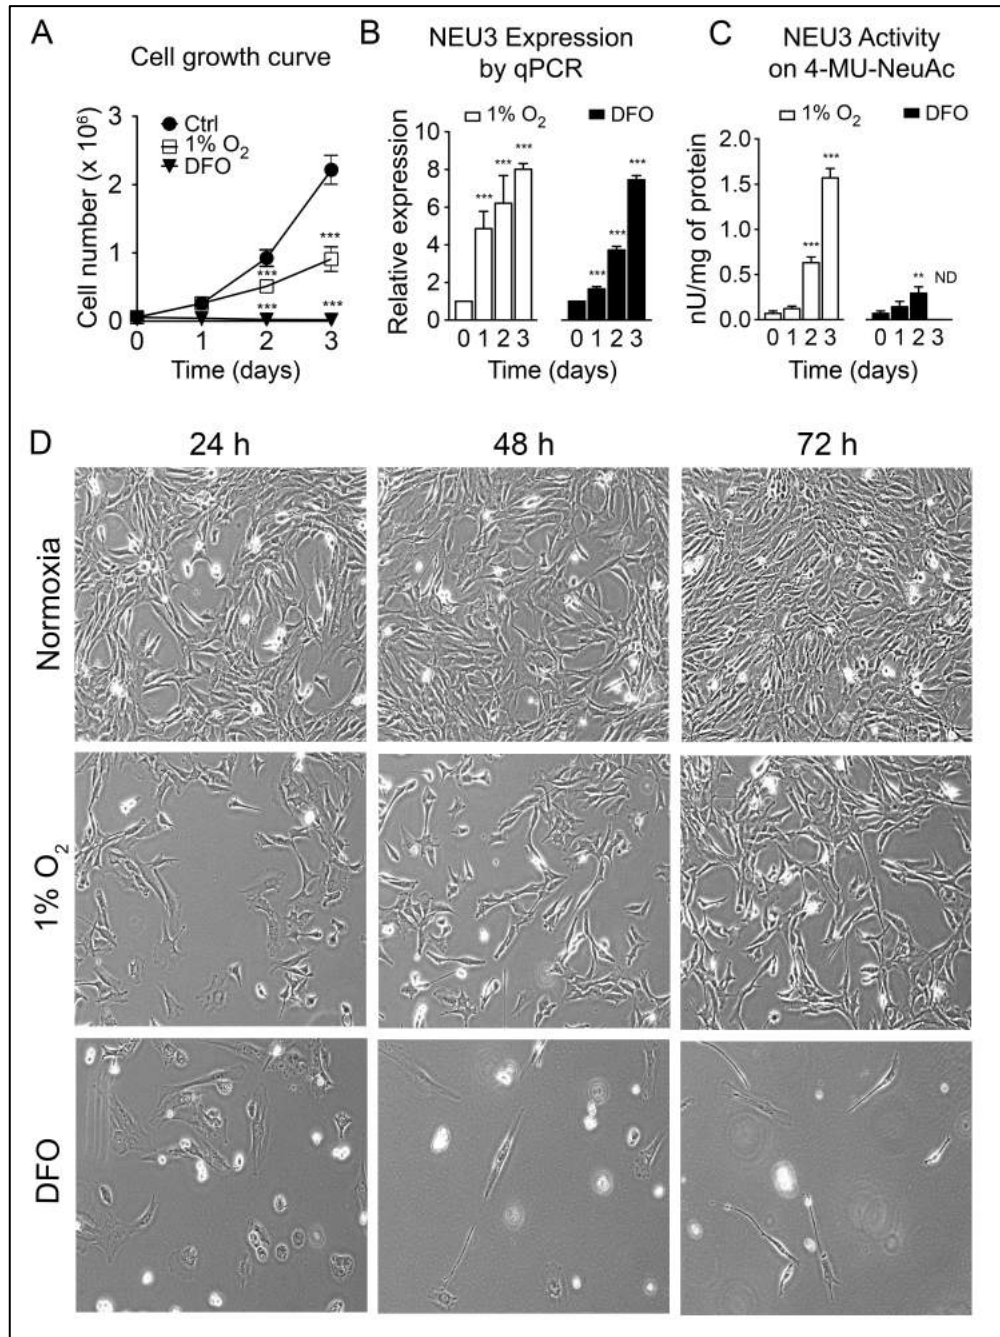 A
Cell growth curve
Cell number (x 10⁶)
3
2
1
0
Ctrl
1% O₂
DFO
***
***
***
***
0 1 2 3
Time (days)
B
NEU3 Expression
by qPCR
1% O₂ DFO
Relative expression
10
8
6
4
2
0
*** *** ***
*** *** ***
0 1 2 3 0 1 2 3
Time (days)
C
NEU3 Activity
on 4-MU-NeuAc
1% O₂ DFO
nU/mg of protein
2.0
1.5
1.0
0.5
0.0
*** ***
** ND
0 1 2 3 0 1 2 3
Time (days)
D
24 h 48 h 72 h
Normoxia
1% O₂
DFO